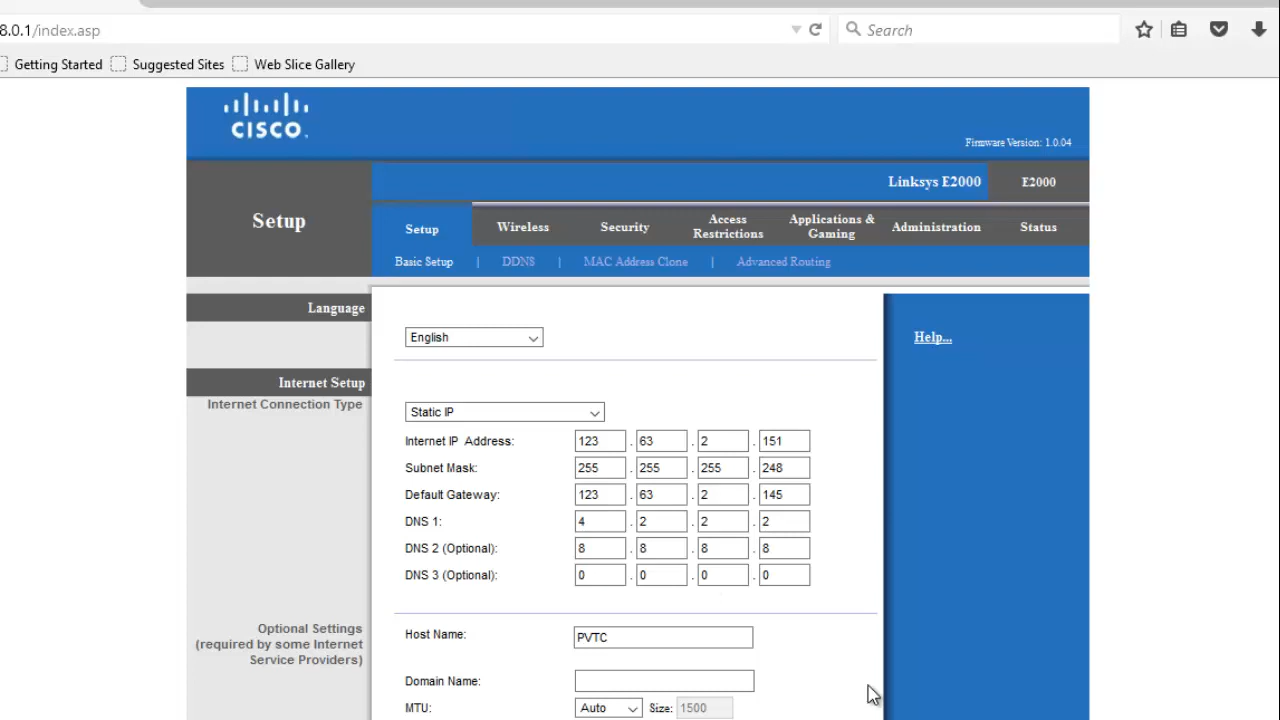 8.0.1/index.asp
Search
Getting Started
Suggested Sites
Web Slice Gallery
CISCO.
Firmware Version: 1.0.04
Linksys E2000
E2000
Setup
Setup
Wireless
Security
Access Restrictions
Applications & Gaming
Administration
Status
Basic Setup | DDNS | MAC Address Clone | Advanced Routing
Language
English
Help...
Internet Setup
Internet Connection Type
Static IP
Internet IP Address: 123 . 63 . 2 . 151
Subnet Mask: 255 . 255 . 255 . 248
Default Gateway: 123 . 63 . 2 . 145
DNS 1: 4 . 2 . 2 . 2
DNS 2 (Optional): 8 . 8 . 8 . 8
DNS 3 (Optional): 0 . 0 . 0 . 0
Optional Settings
(required by some Internet
Service Providers)
Host Name: PVTC
Domain Name:
MTU: Auto Size: 1500